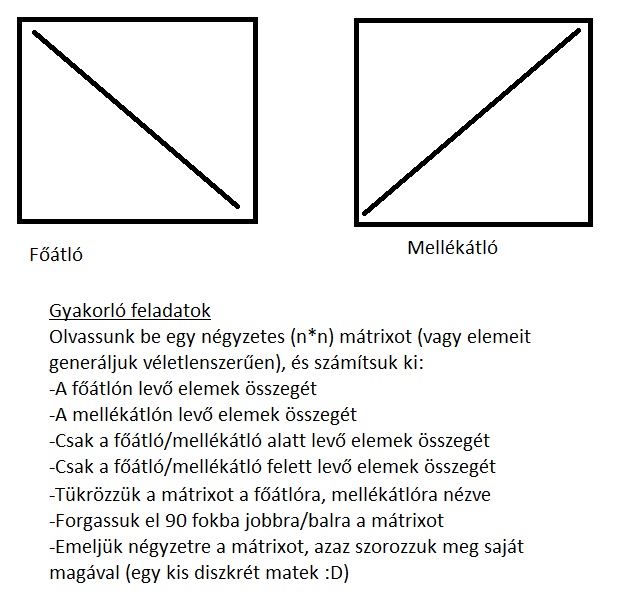 Főátló
Mellékátló
Gyakorló feladatok
Olvassunk be egy négyzetes (n*n) mátrixot (vagy elemeit
generáljuk véletlenszerűen), és számítsuk ki:
-A főátlón levő elemek összegét
-A mellékátlón levő elemek összegét
-Csak a főátló/mellékátló alatt levő elemek összegét
-Csak a főátló/mellékátló felett levő elemek összegét
-Tükrözzük a mátrixot a főátlóra, mellékátlóra nézve
-Forgassuk el 90 fokba jobbra/balra a mátrixot
-Emeljük négyzetre a mátrixot, azaz szorozzuk meg saját
magával (egy kis diszkrét matek :D)